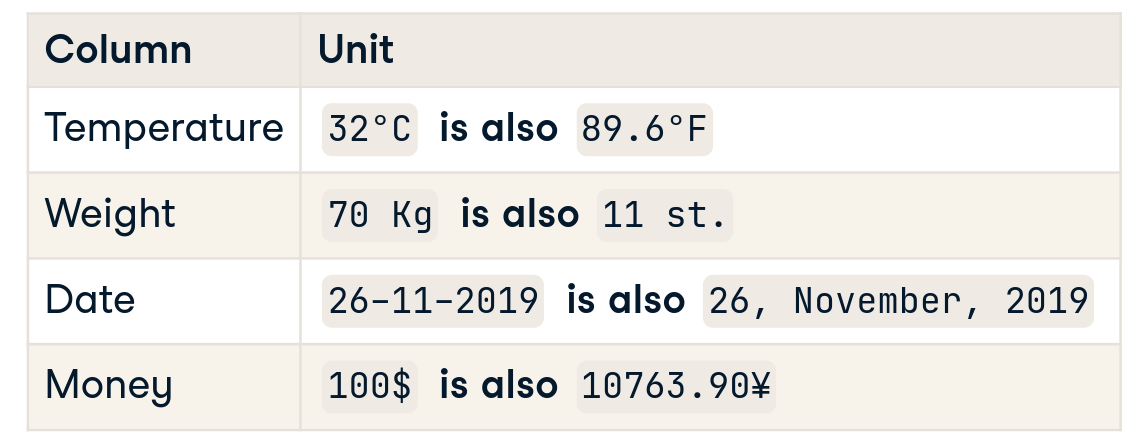 Column Unit
Temperature 32°C is also 89.6°F
Weight 70 Kg is also 11 st.
Date 26-11-2019 is also 26, November, 2019
Money 100$ is also 10763.90¥